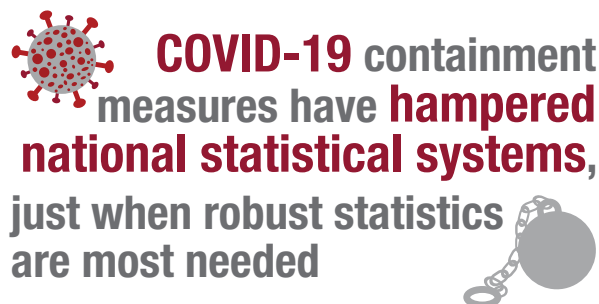 COVID-19 containment
measures have hampered
national statistical systems,
just when robust statistics
are most needed